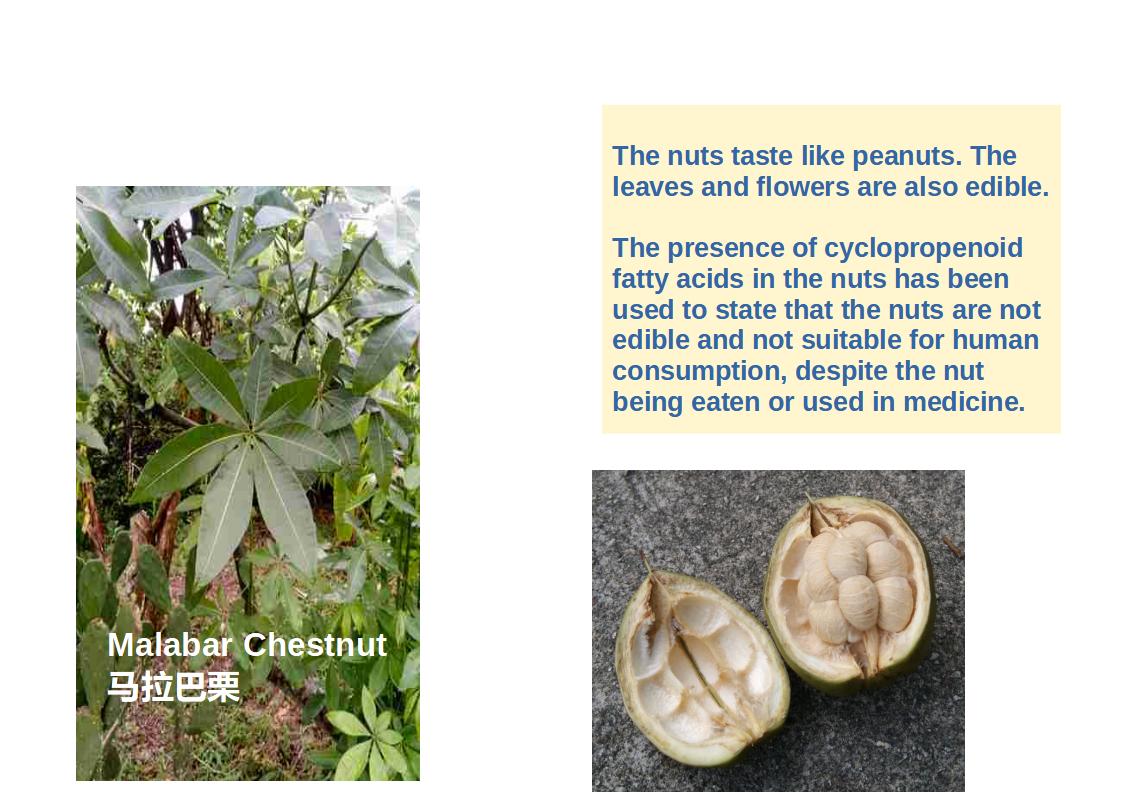 Malabar Chestnut
马拉巴栗
The nuts taste like peanuts. The
leaves and flowers are also edible.
The presence of cyclopropenoid
fatty acids in the nuts has been
used to state that the nuts are not
edible and not suitable for human
consumption, despite the nut
being eaten or used in medicine.